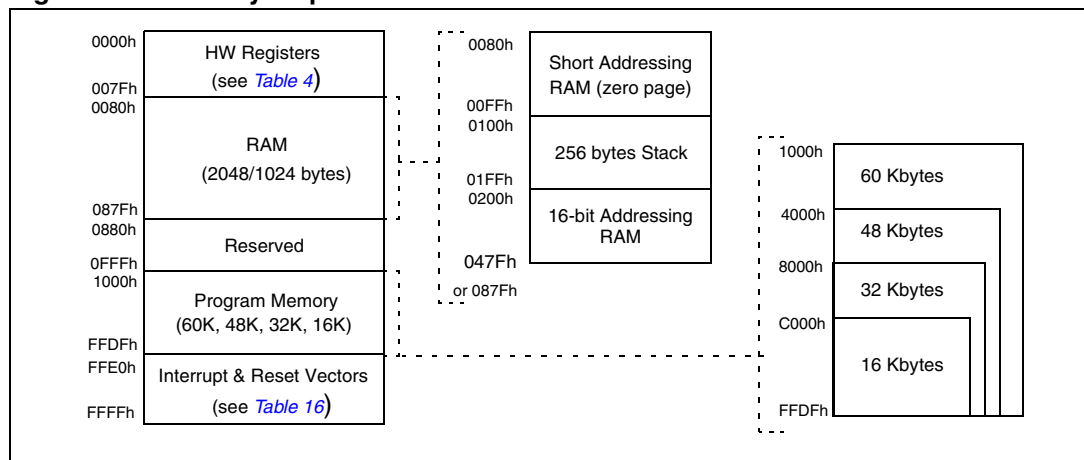 0000h
HW Registers
(see Table 4)
007Fh
0080h
RAM
(2048/1024 bytes)
087Fh
0880h
Reserved
0FFFh
1000h
Program Memory
(60K, 48K, 32K, 16K)
FFDFh
FFE0h
Interrupt & Reset Vectors
(see Table 16)
FFFFh
0080h
Short Addressing
RAM (zero page)
00FFh
0100h
256 bytes Stack
01FFh
0200h
16-bit Addressing
RAM
047Fh
or 087Fh
1000h
60 Kbytes
4000h
48 Kbytes
8000h
32 Kbytes
C000h
16 Kbytes
FFDFh